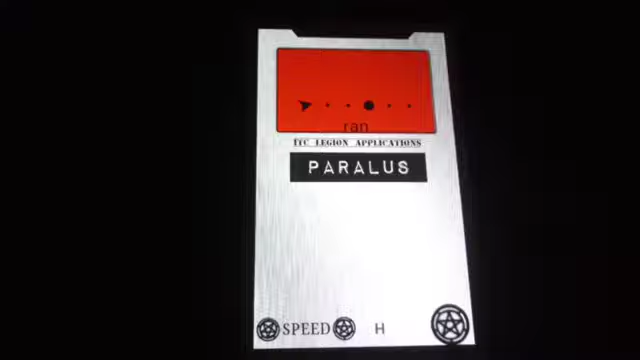 ran
ITC LEGION APPLICATIONS
PARALUS
SPEED H